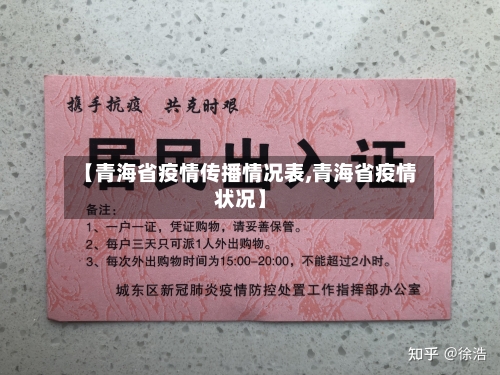 携手抗疫 共克时艰
居民出入证
【青海省疫情传播情况表,青海省疫情
状况】
备注：
1、一户一证，凭证购物，请妥善保管。
2、每户三天只可派1人外出购物。
3、每次外出购物时间为15:00-20:00，不能超过2小时。
城东区新冠肺炎疫情防控处置工作指挥部办公室
知乎 @徐浩